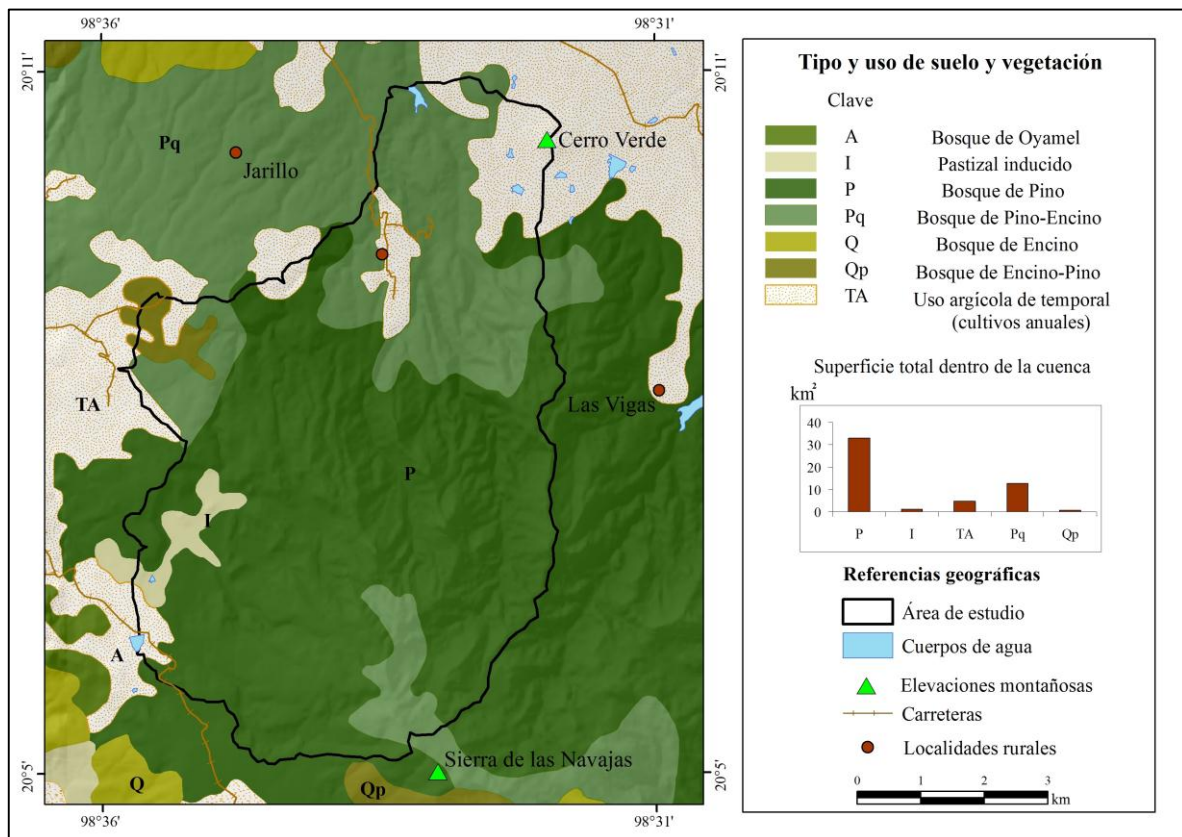 98°36'
98°31'
20°11'
20°11'
Pq
Jarillo
Cerro Verde
TA
Las Vigas
P
I
A
Sierra de las Navajas
Q
Qp
20°5'
20°5'
98°36'
98°31'
Tipo y uso de suelo y vegetación
Clave
A Bosque de Oyamel
I Pastizal inducido
P Bosque de Pino
Pq Bosque de Pino-Encino
Q Bosque de Encino
Qp Bosque de Encino-Pino
TA Uso argícola de temporal
(cultivos anuales)
Superficie total dentro de la cuenca
km²
40
30
20
10
0
P I TA Pq Qp
Referencias geográficas
Área de estudio
Cuerpos de agua
Elevaciones montañosas
Carreteras
Localidades rurales
0 1 2 3
km